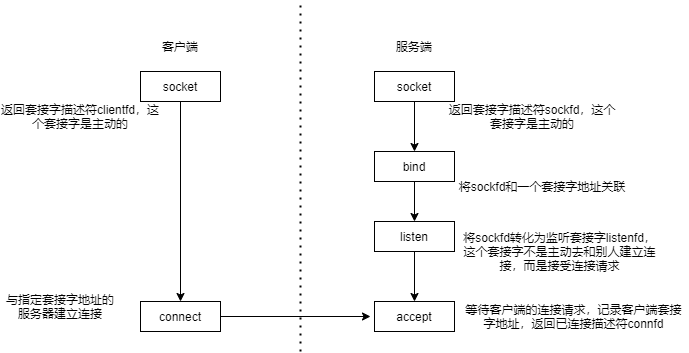 客户端
服务端
socket
socket
返回套接字描述符clientfd，这
个套接字是主动的
返回套接字描述符sockfd，这个
套接字是主动的
bind
将sockfd和一个套接字地址关联
listen
将sockfd转化为监听套接字listenfd，
这个套接字不是主动去和别人建立连
接，而是接受连接请求
与指定套接字地址的
服务器建立连接
connect
accept
等待客户端的连接请求，记录客户端套接
字地址，返回已连接描述符connfd